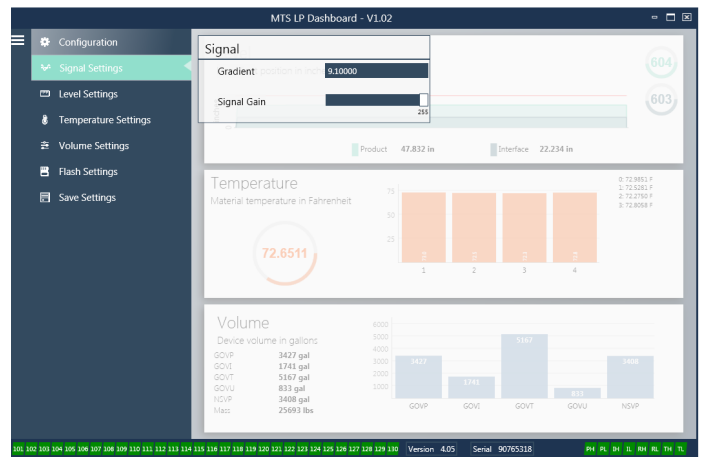 MTS LP Dashboard - V1.02
Configuration
Signal Settings
Level Settings
Temperature Settings
Volume Settings
Flash Settings
Save Settings
Signal
Gradient 9.10000
Signal Gain
255
604
603
Product 47.832 in Interface 22.234 in
Temperature
Material temperature in Fahrenheit
72.6511
75
50
25
1 2 3 4
0: 72.9851 F
1: 72.5281 F
2: 72.2750 F
3: 72.8058 F
Volume
Device volume in gallons
GOVP 3427 gal
GOVI 1741 gal
GOVT 5167 gal
GOVU 833 gal
NSVP 3408 gal
Mass 25693 lbs
6000
5000
4000
3000
2000
1000
3427 1741 5167 833 3408
GOVP GOVI GOVT GOVU NSVP
101 102 103 104 105 106 107 108 109 110 111 112 113 114 115 116 117 118 119 120 121 122 123 124 125 126 127 128 129 130 Version 4.05 Serial 90765318 PH PL IH IL RH RL TH TL